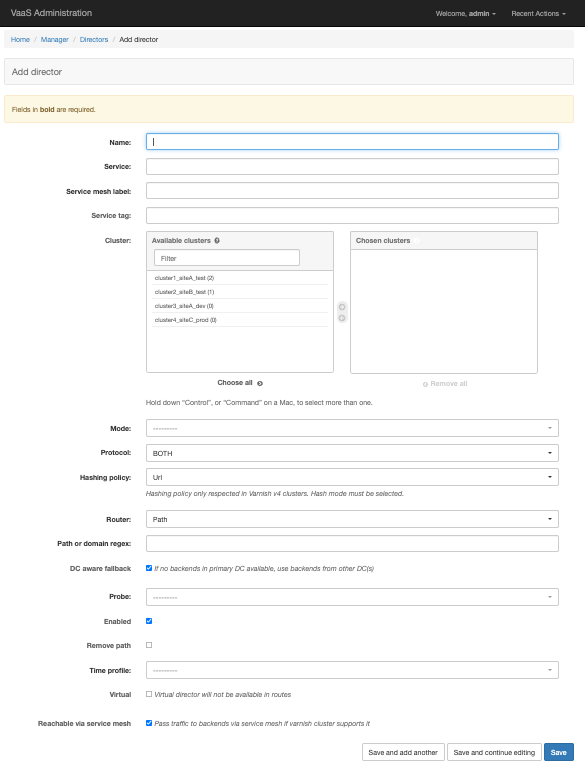 VaaS Administration
Welcome, admin
Recent Actions
Home / Manager / Directors / Add director
Add director
Fields in bold are required.
Name:
Service:
Service mesh label:
Service tag:
Cluster:
Available clusters ?
Chosen clusters
Filter
cluster1_siteA_test (2)
cluster2_siteB_test (1)
cluster3_siteA_dev (0)
cluster4_siteC_prod (0)
Choose all
Remove all
Hold down "Control", or "Command" on a Mac, to select more than one.
Mode: ---------
Protocol: BOTH
Hashing policy: Url
Hashing policy only respected in Varnish v4 clusters. Hash mode must be selected.
Router: Path
Path or domain regex:
DC aware fallback If no backends in primary DC available, use backends from other DC(s)
Probe: ---------
Enabled
Remove path
Time profile: ---------
Virtual Virtual director will not be available in routes
Reachable via service mesh Pass traffic to backends via service mesh if varnish cluster supports it
Save and add another Save and continue editing Save